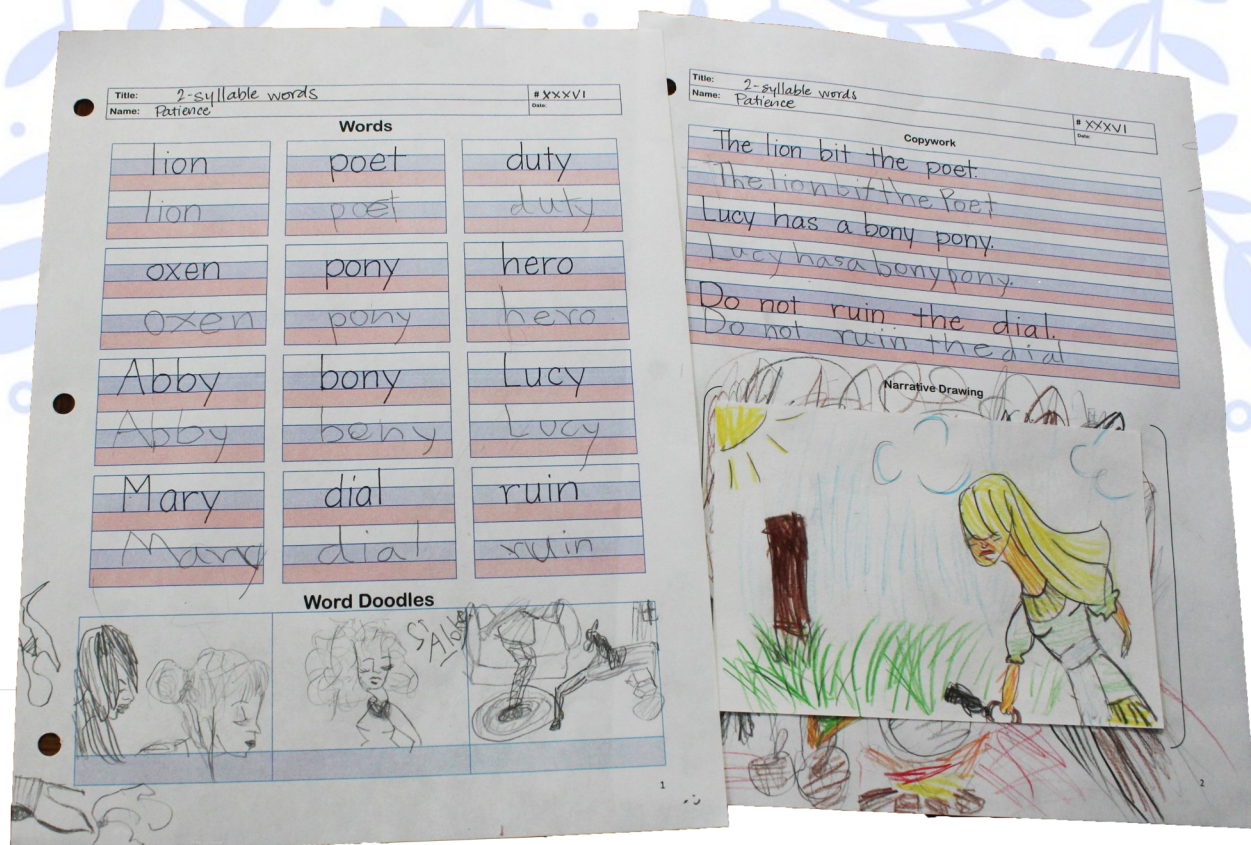 Title: 2-syllable words # XXXVI
Name: Patience Date:
Words
lion poet duty
lion poet duty
oxen pony hero
oxen pony hero
Abby bony Lucy
Abby beny Lucy
Mary dial ruin
Mary dial ruin
Word Doodles
1
Title: 2-syllable words # XXXVI
Name: Patience Date:
Copywork
The lion bit the poet.
The lion bit the Poet
Lucy has a bony pony.
Lucy has a bony pony.
Do not ruin the dial.
Do not ruin the dial
Narrative Drawing
2